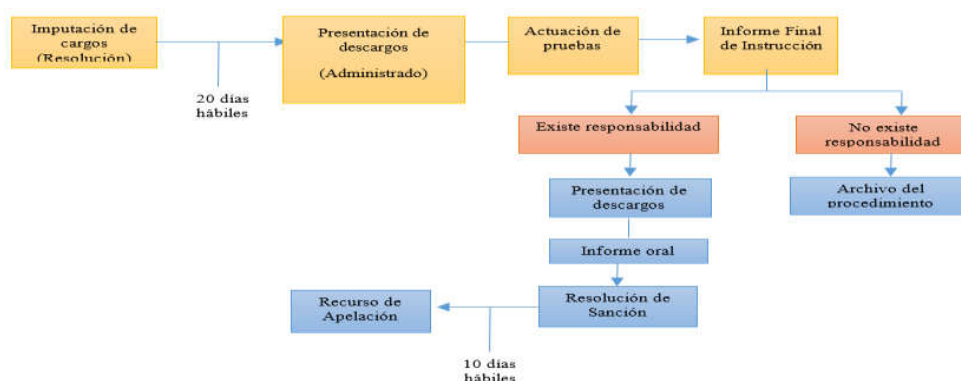 Imputación de
cargos
(Resolución)
20 días
hábiles
Presentación de
descargos
(Administrado)
Actuación de
pruebas
Informe Final
de Instrucción
Existe responsabilidad
No existe
responsabilidad
Presentación de
descargos
Archivo del
procedimiento
Informe oral
Resolución de
Sanción
Recurso de
Apelación
10 días
hábiles